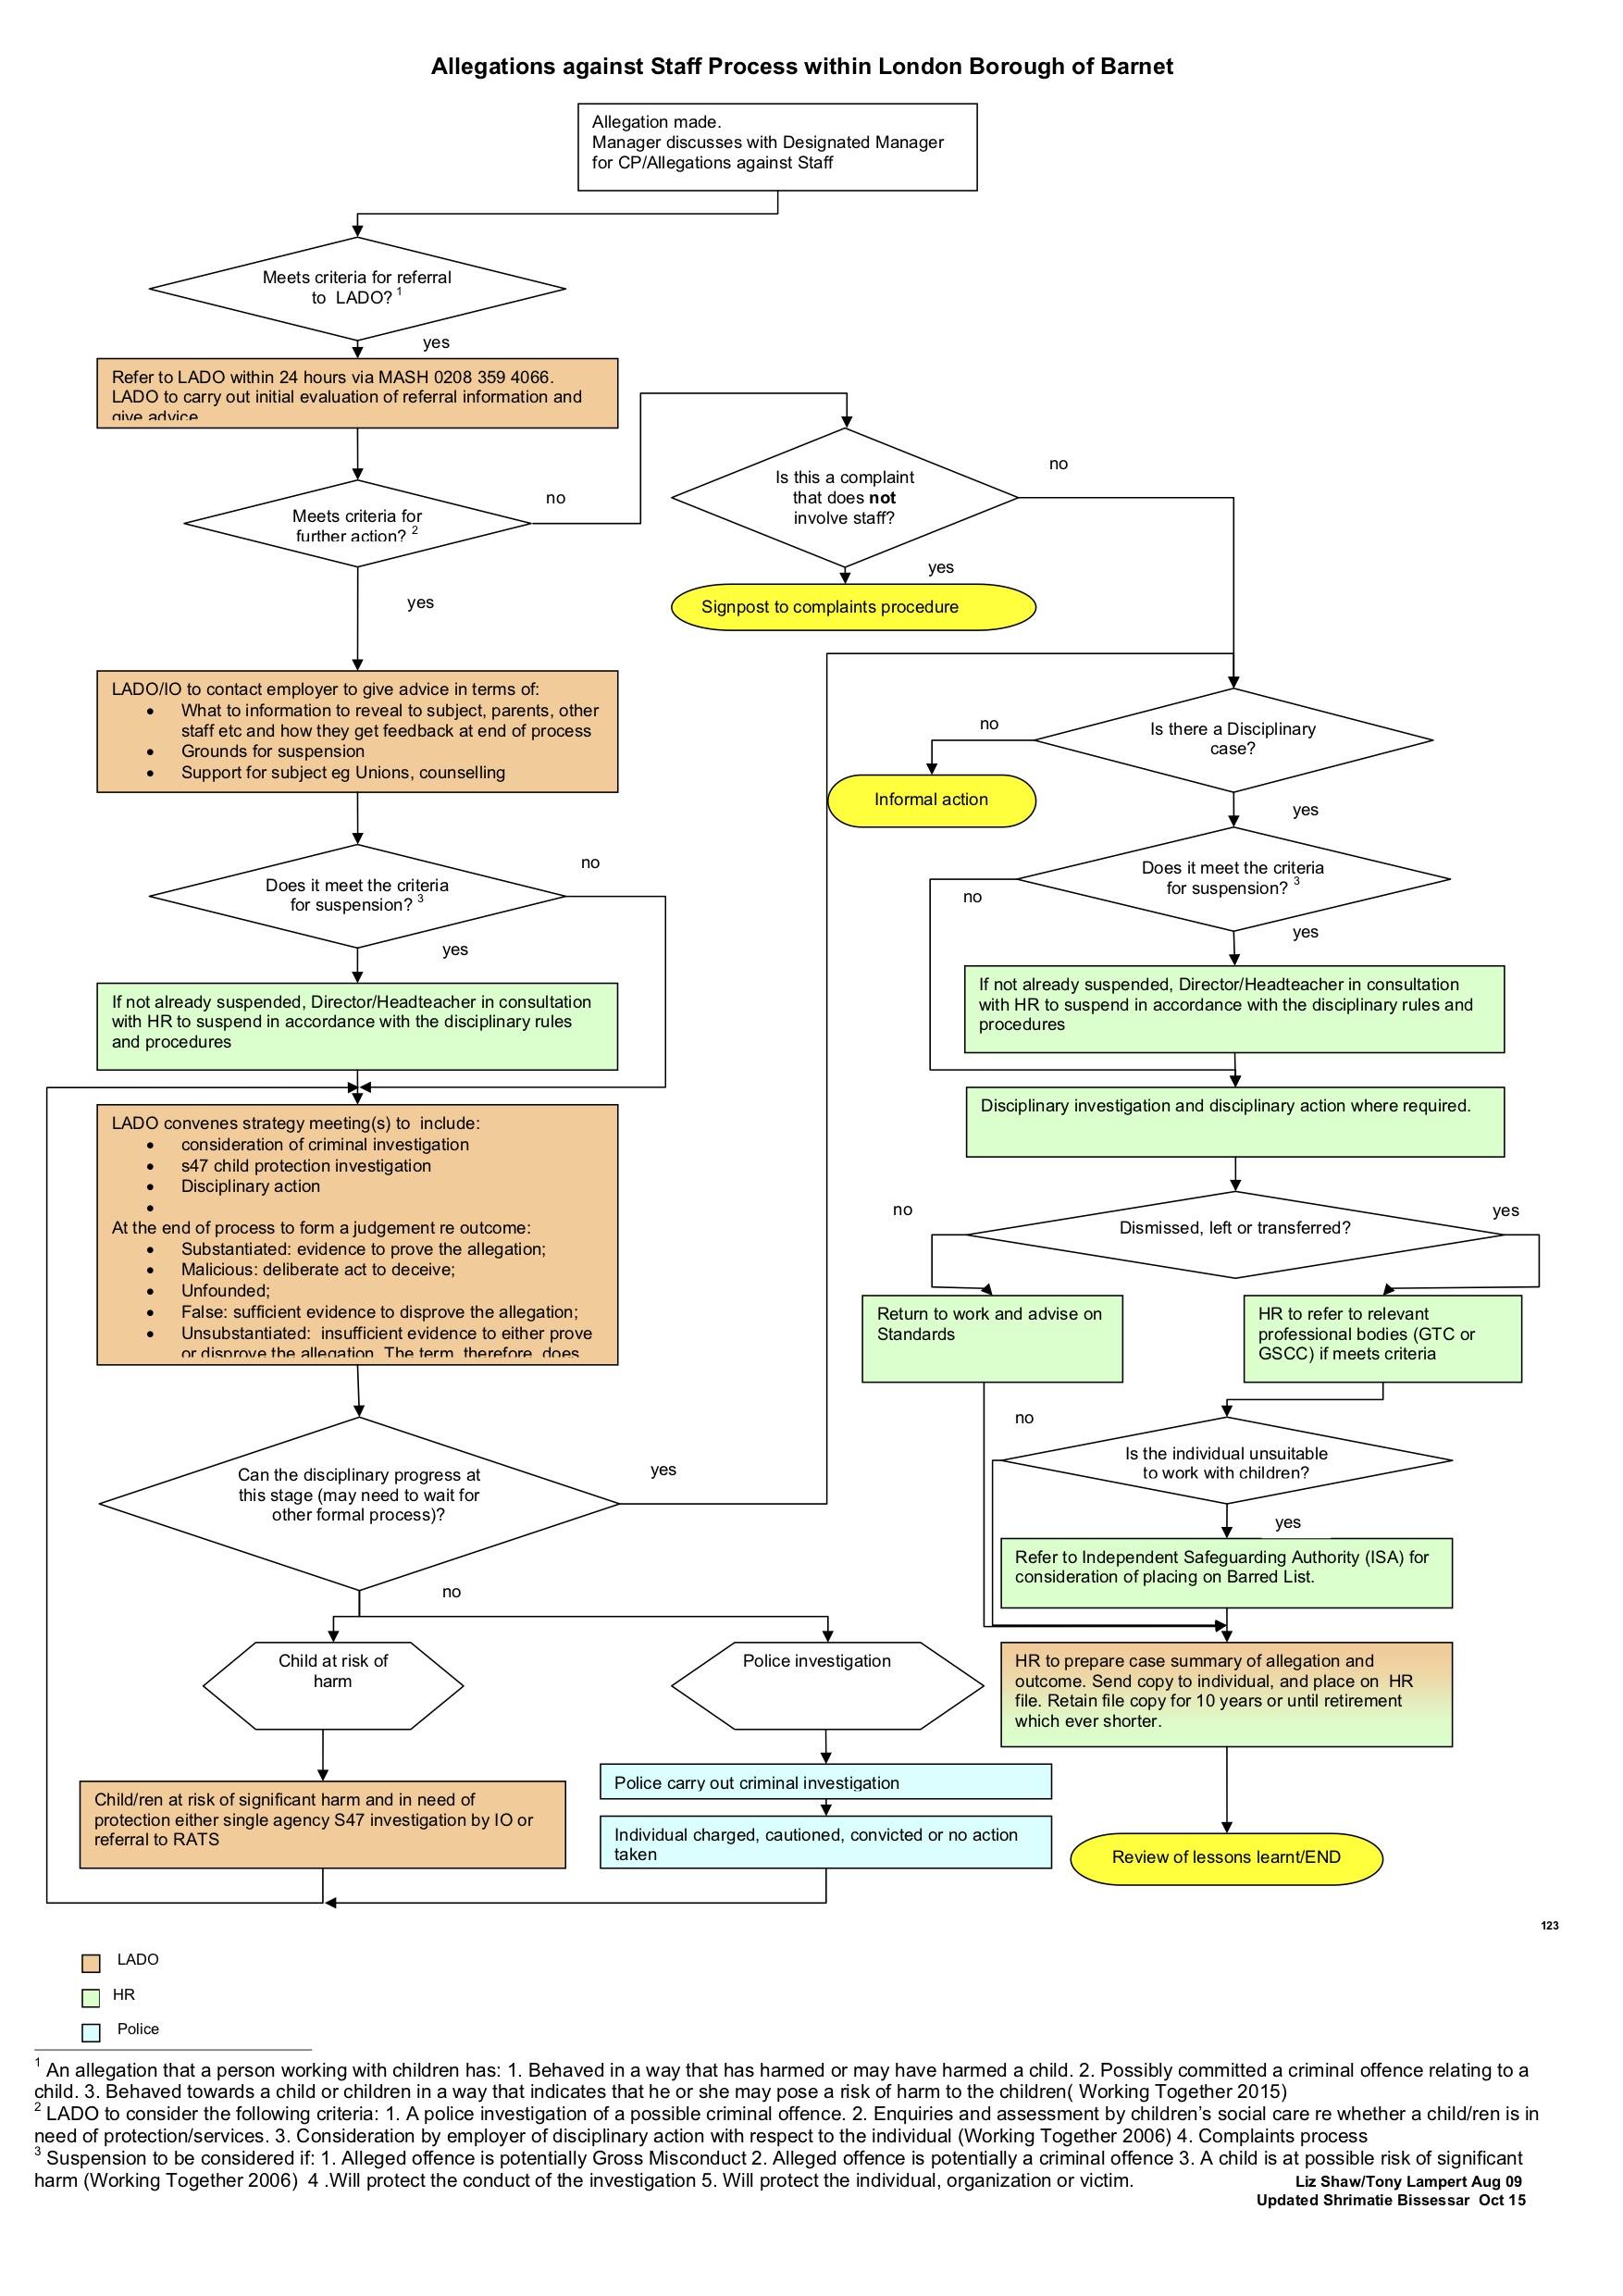 Allegations against Staff Process within London Borough of Barnet
Allegation made.
Manager discusses with Designated Manager
for CP/Allegations against Staff
Meets criteria for referral
to LADO? 1
yes
Refer to LADO within 24 hours via MASH 0208 359 4066.
LADO to carry out initial evaluation of referral information and
give advice
Meets criteria for
further action? 2
no
yes
Is this a complaint
that does not
involve staff?
no
yes
Signpost to complaints procedure
LADO/IO to contact employer to give advice in terms of:
• What to information to reveal to subject, parents, other
staff etc and how they get feedback at end of process
• Grounds for suspension
• Support for subject eg Unions, counselling
Is there a Disciplinary
case?
no
Informal action
yes
Does it meet the criteria
for suspension? 3
no
yes
Does it meet the criteria
for suspension? 3
no
yes
If not already suspended, Director/Headteacher in consultation
with HR to suspend in accordance with the disciplinary rules
and procedures
If not already suspended, Director/Headteacher in consultation
with HR to suspend in accordance with the disciplinary rules and
procedures
LADO convenes strategy meeting(s) to include:
• consideration of criminal investigation
• s47 child protection investigation
• Disciplinary action
•
At the end of process to form a judgement re outcome:
• Substantiated: evidence to prove the allegation;
• Malicious: deliberate act to deceive;
• Unfounded;
• False: sufficient evidence to disprove the allegation;
• Unsubstantiated: insufficient evidence to either prove
or disprove the allegation. The term, therefore, does
Disciplinary investigation and disciplinary action where required.
Dismissed, left or transferred?
no
yes
Return to work and advise on
Standards
HR to refer to relevant
professional bodies (GTC or
GSCC) if meets criteria
Can the disciplinary progress at
this stage (may need to wait for
other formal process)?
yes
no
Is the individual unsuitable
to work with children?
no
yes
Refer to Independent Safeguarding Authority (ISA) for
consideration of placing on Barred List.
Child at risk of
harm
Police investigation
HR to prepare case summary of allegation and
outcome. Send copy to individual, and place on HR
file. Retain file copy for 10 years or until retirement
which ever shorter.
Child/ren at risk of significant harm and in need of
protection either single agency S47 investigation by IO or
referral to RATS
Police carry out criminal investigation
Individual charged, cautioned, convicted or no action
taken
Review of lessons learnt/END
123
LADO
HR
Police
1 An allegation that a person working with children has: 1. Behaved in a way that has harmed or may have harmed a child. 2. Possibly committed a criminal offence relating to a
child. 3. Behaved towards a child or children in a way that indicates that he or she may pose a risk of harm to the children( Working Together 2015)
2 LADO to consider the following criteria: 1. A police investigation of a possible criminal offence. 2. Enquiries and assessment by children's social care re whether a child/ren is in
need of protection/services. 3. Consideration by employer of disciplinary action with respect to the individual (Working Together 2006) 4. Complaints process
3 Suspension to be considered if: 1. Alleged offence is potentially Gross Misconduct 2. Alleged offence is potentially a criminal offence 3. A child is at possible risk of significant
harm (Working Together 2006) 4 .Will protect the conduct of the investigation 5. Will protect the individual, organization or victim.
Liz Shaw/Tony Lampert Aug 09
Updated Shrimatie Bissessar Oct 15